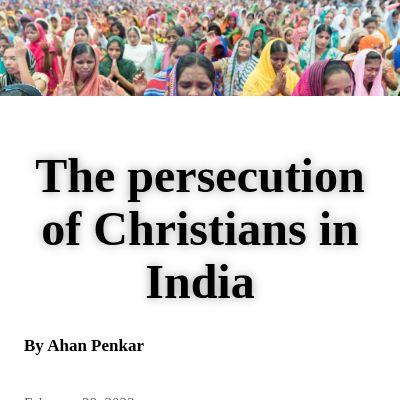 The persecution
of Christians in
India
By Ahan Penkar